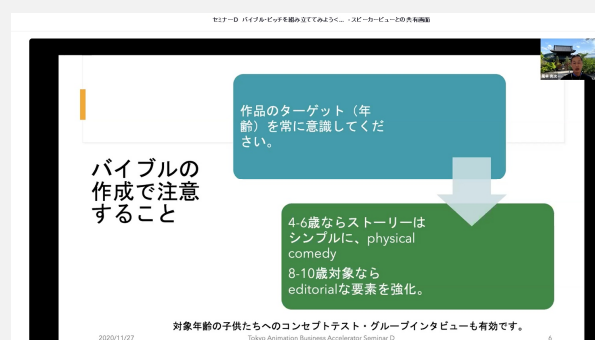 セミナーD バイブル・ピッチを組み立ててみようく... - スピーカービューとの共有画面
作品のターゲット（年
齢）を常に意識してくだ
さい。
バイブルの
作成で注意
すること
4-6歳ならストーリーは
シンプルに、physical
comedy
8-10歳対象なら
editorialな要素を強化。
対象年齢の子供たちへのコンセプトテスト・グループインタビューも有効です。
2020/11/27
Tokyo Animation Business Accelerator Seminar D
6